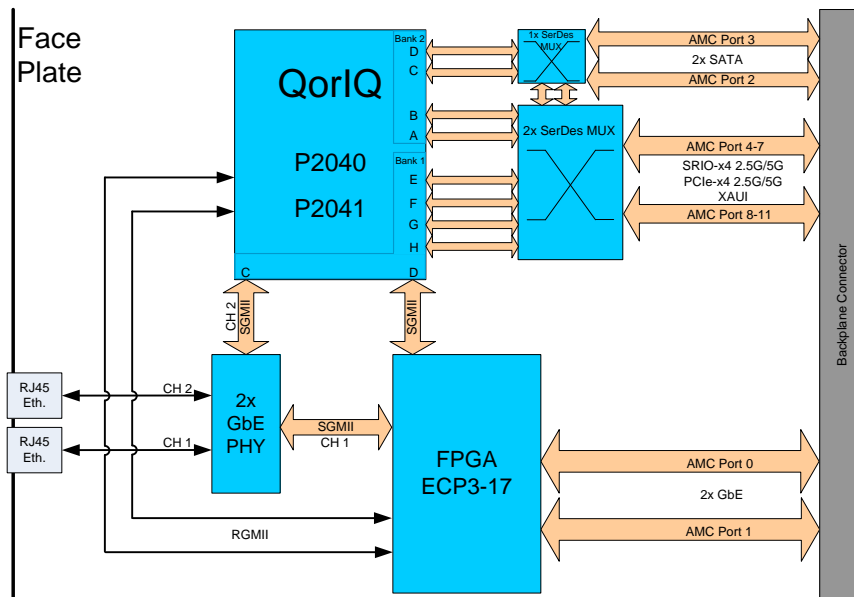 Face
Plate
QorIQ
P2040
P2041
Bank 2
D
C
B
A
Bank 1
E
F
G
H
C
D
1x SerDes
MUX
2x SerDes MUX
AMC Port 3
2x SATA
AMC Port 2
AMC Port 4-7
SRIO-x4 2.5G/5G
PCIe-x4 2.5G/5G
XAUI
AMC Port 8-11
Backplane Connector
CH 2
SGMII
SGMII
RJ45
Eth.
CH 2
RJ45
Eth.
CH 1
2x
GbE
PHY
SGMII
CH 1
FPGA
ECP3-17
AMC Port 0
2x GbE
AMC Port 1
RGMII